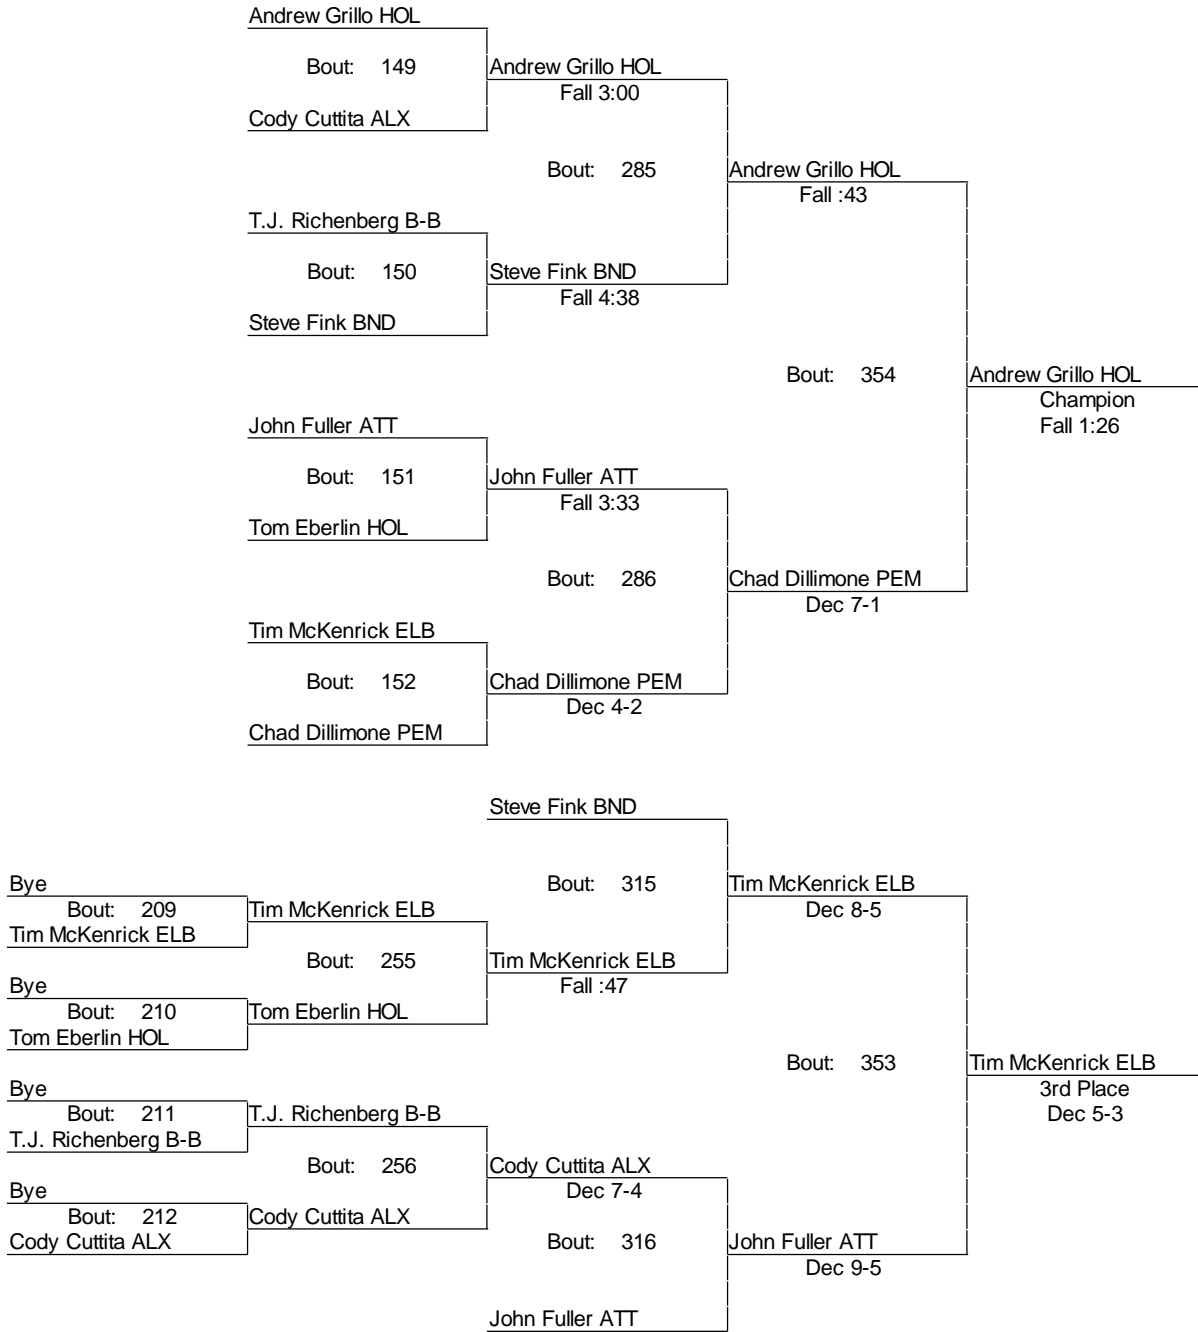 Andrew Grillo HOL
Bout: 149
Andrew Grillo HOL
Fall 3:00
Cody Cuttita ALX
Bout: 285
Andrew Grillo HOL
Fall :43
T.J. Richenberg B-B
Bout: 150
Steve Fink BND
Fall 4:38
Steve Fink BND
Bout: 354
Andrew Grillo HOL
Champion
Fall 1:26
John Fuller ATT
Bout: 151
John Fuller ATT
Fall 3:33
Tom Eberlin HOL
Bout: 286
Chad Dillimone PEM
Dec 7-1
Tim McKenrick ELB
Bout: 152
Chad Dillimone PEM
Dec 4-2
Chad Dillimone PEM
Steve Fink BND
Bye
Bout: 315
Tim McKenrick ELB
Bout: 209
Tim McKenrick ELB
Dec 8-5
Tim McKenrick ELB
Bout: 255
Tim McKenrick ELB
Fall :47
Bye
Bout: 210
Tom Eberlin HOL
Tom Eberlin HOL
Bout: 353
Tim McKenrick ELB
3rd Place
Dec 5-3
Bye
Bout: 211
T.J. Richenberg B-B
T.J. Richenberg B-B
Bout: 256
Cody Cuttita ALX
Dec 7-4
Bye
Bout: 212
Cody Cuttita ALX
Cody Cuttita ALX
Bout: 316
John Fuller ATT
Dec 9-5
John Fuller ATT